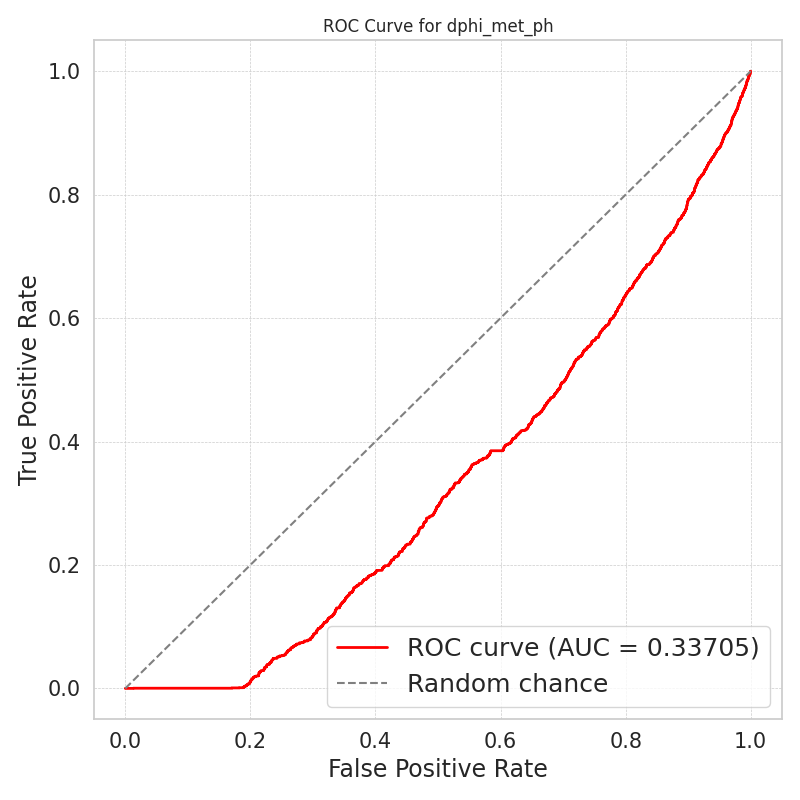 ROC Curve for dphi_met_ph
True Positive Rate
1.0
0.8
0.6
0.4
0.2
0.0
ROC curve (AUC = 0.33705)
Random chance
0.0 0.2 0.4 0.6 0.8 1.0
False Positive Rate